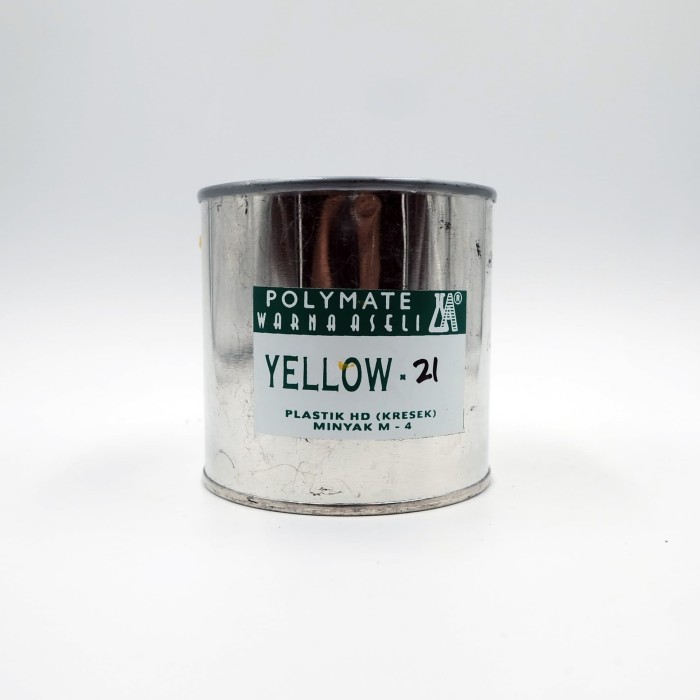 POLYMATE
WARNA ASELI ®
YELLOW - 21
PLASTIK HD (KRESEK)
MINYAK M - 4